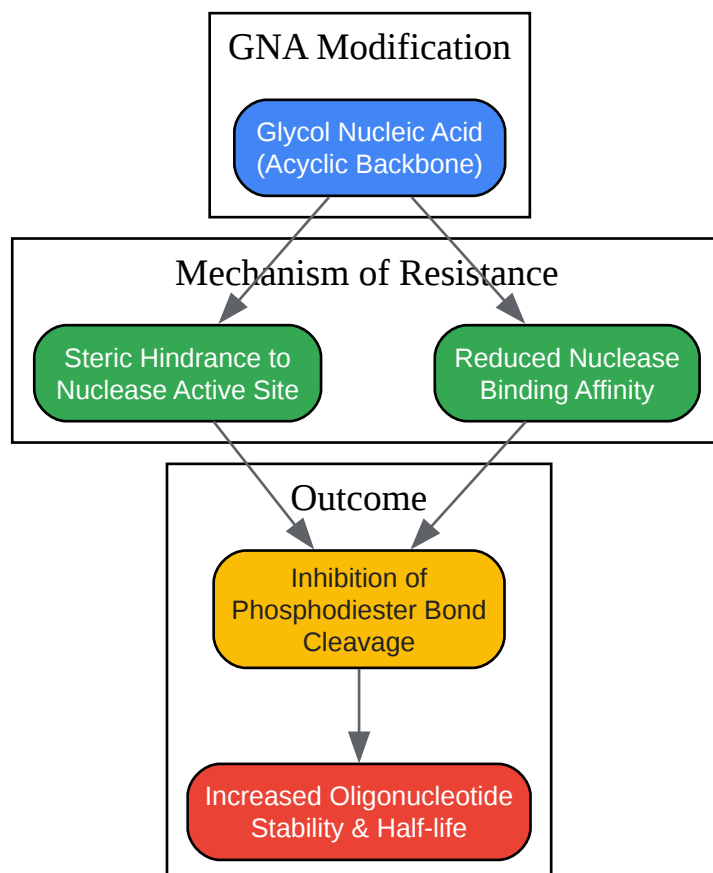 GNA Modification
Glycol Nucleic Acid
(Acyclic Backbone)
Mechanism of Resistance
Steric Hindrance to
Nuclease Active Site
Reduced Nuclease
Binding Affinity
Outcome
Inhibition of
Phosphodiester Bond
Cleavage
Increased Oligonucleotide
Stability & Half-life